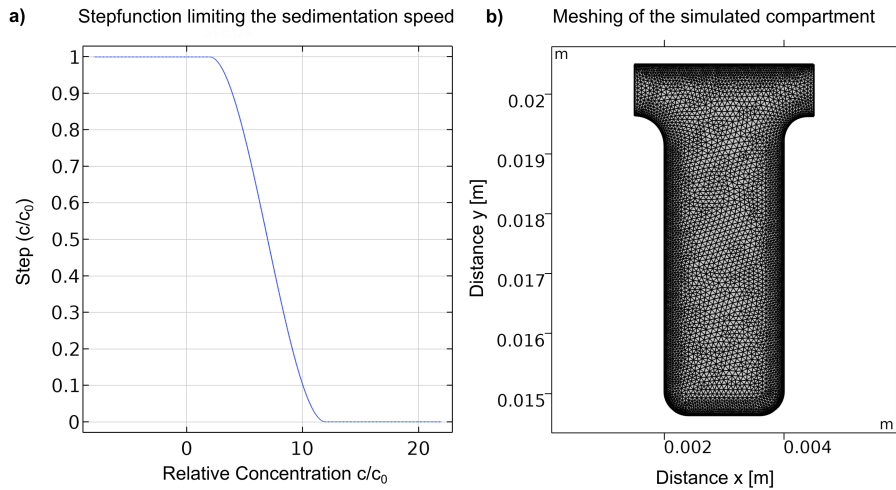 a)
Stepfunction limiting the sedimentation speed
1
0.9
0.8
0.7
0.6
0.5
0.4
0.3
0.2
0.1
0
Step (c/c₀)
0 10 20
Relative Concentration c/c₀
b)
Meshing of the simulated compartment
m
0.02
0.019
0.018
0.017
0.016
0.015
Distance y [m]
m
0.002 0.004
Distance x [m]